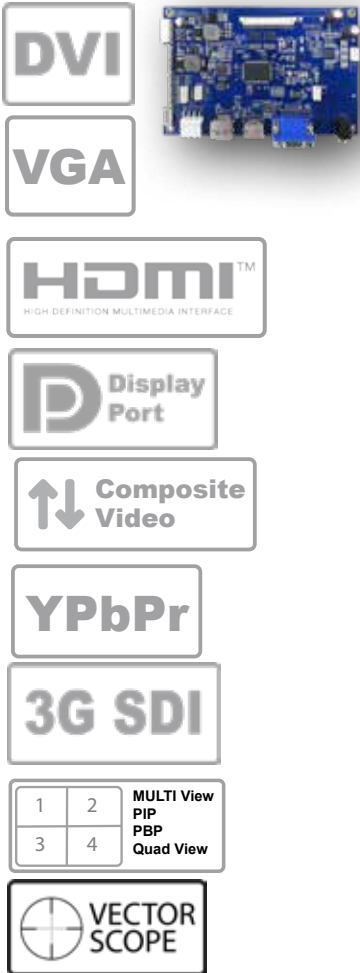 DVI
VGA
HDMI™
HIGH-DEFINITION MULTIMEDIA INTERFACE
D Display
Port
Composite
Video
YPbPr
3G SDI
1 2
3 4
MULTI View
PIP
PBP
Quad View
VECTOR
SCOPE